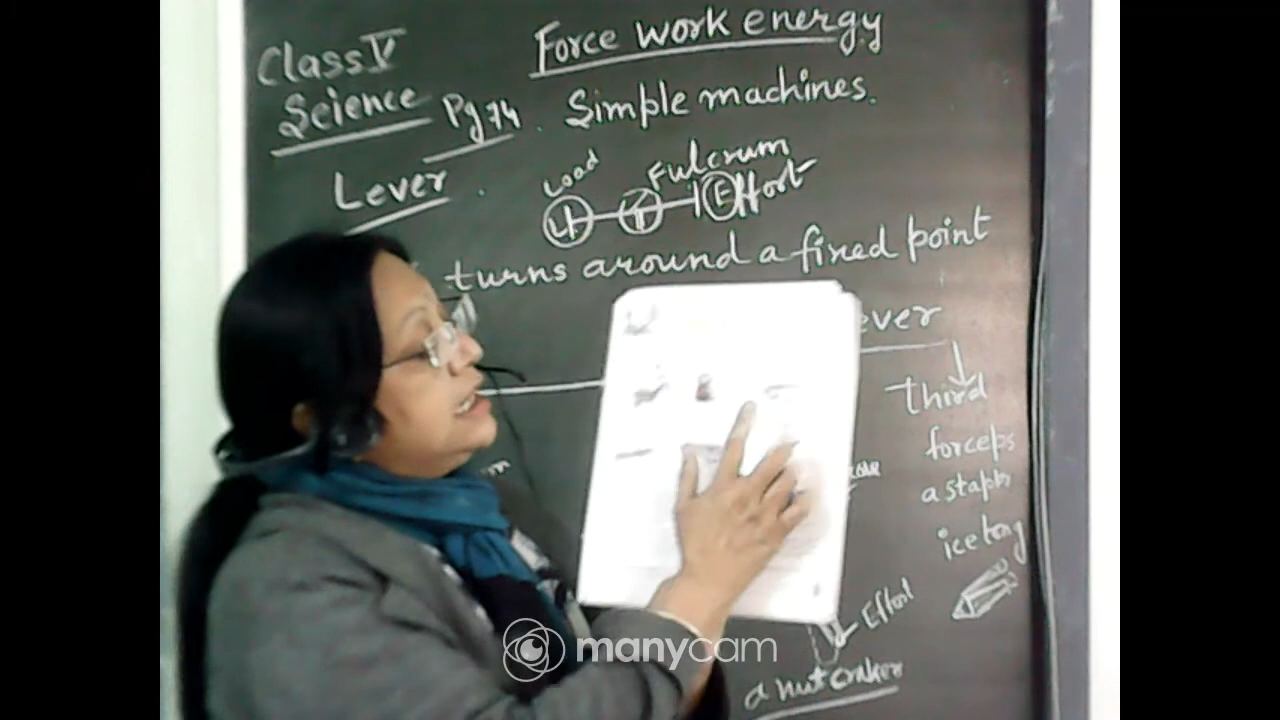 Class V
Science
Force work energy
Pg 74. Simple machines.
Lever.
Load
Fulcrum
L F Effort
turns around a fixed point
ever
third
forceps
a stapler
ice tong
Effort
a nut craker
manycam